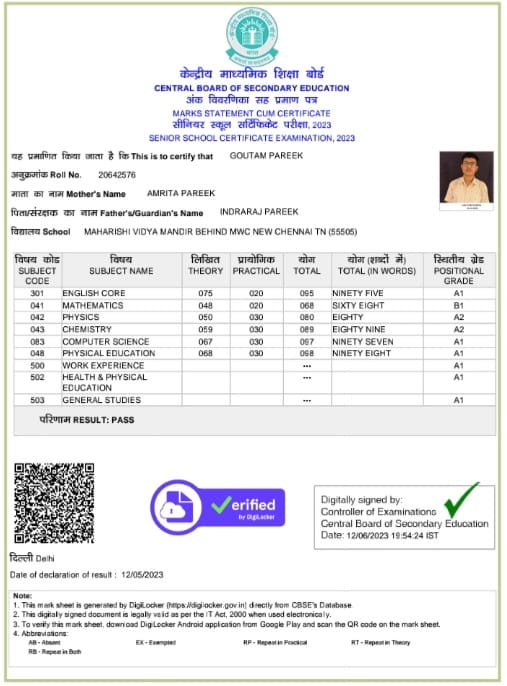 केन्द्रीय माध्यमिक शिक्षा बोर्ड
CENTRAL BOARD OF SECONDARY EDUCATION
अंक विवरणिका सह प्रमाण पत्र
MARKS STATEMENT CUM CERTIFICATE
सीनियर स्कूल सर्टिफिकेट परीक्षा, 2023
SENIOR SCHOOL CERTIFICATE EXAMINATION, 2023
यह प्रमाणित किया जाता है कि This is to certify that GOUTAM PAREEK
अनुक्रमांक Roll No. 20642576
माता का नाम Mother's Name AMRITA PAREEK
पिता/संरक्षक का नाम Father's/Guardian's Name INDRARAJ PAREEK
विद्यालय School MAHARISHI VIDYA MANDIR BEHIND MWC NEW CHENNAI TN (55505)
विषय कोड विषय लिखित प्रायोगिक योग योग (शब्दों में) स्थितीय ग्रेड
SUBJECT CODE SUBJECT NAME THEORY PRACTICAL TOTAL TOTAL (IN WORDS) POSITIONAL GRADE
301 ENGLISH CORE 075 020 095 NINETY FIVE A1
041 MATHEMATICS 048 020 068 SIXTY EIGHT B1
042 PHYSICS 050 030 080 EIGHTY A2
043 CHEMISTRY 059 030 089 EIGHTY NINE A2
083 COMPUTER SCIENCE 067 030 097 NINETY SEVEN A1
048 PHYSICAL EDUCATION 068 030 098 NINETY EIGHT A1
500 WORK EXPERIENCE --- A1
502 HEALTH & PHYSICAL EDUCATION --- A1
503 GENERAL STUDIES --- A1
परिणाम RESULT: PASS
Verified
by DigiLocker
Digitally signed by:
Controller of Examinations
Central Board of Secondary Education
Date: 12/06/2023 19:54:24 IST
दिल्ली Delhi
Date of declaration of result : 12/05/2023
Note:
1. This mark sheet is generated by DigiLocker (https://digilocker.gov.in) directly from CBSE's Database.
2. This digitally signed document is legally valid as per the IT Act, 2000 when used electronically.
3. To verify this mark sheet, download DigiLocker Android application from Google Play and scan the QR code on the mark sheet.
4. Abbreviations:
AB - Absent EX - Exempted RP - Repeat in Practical RT - Repeat in Theory
RB - Repeat in Both